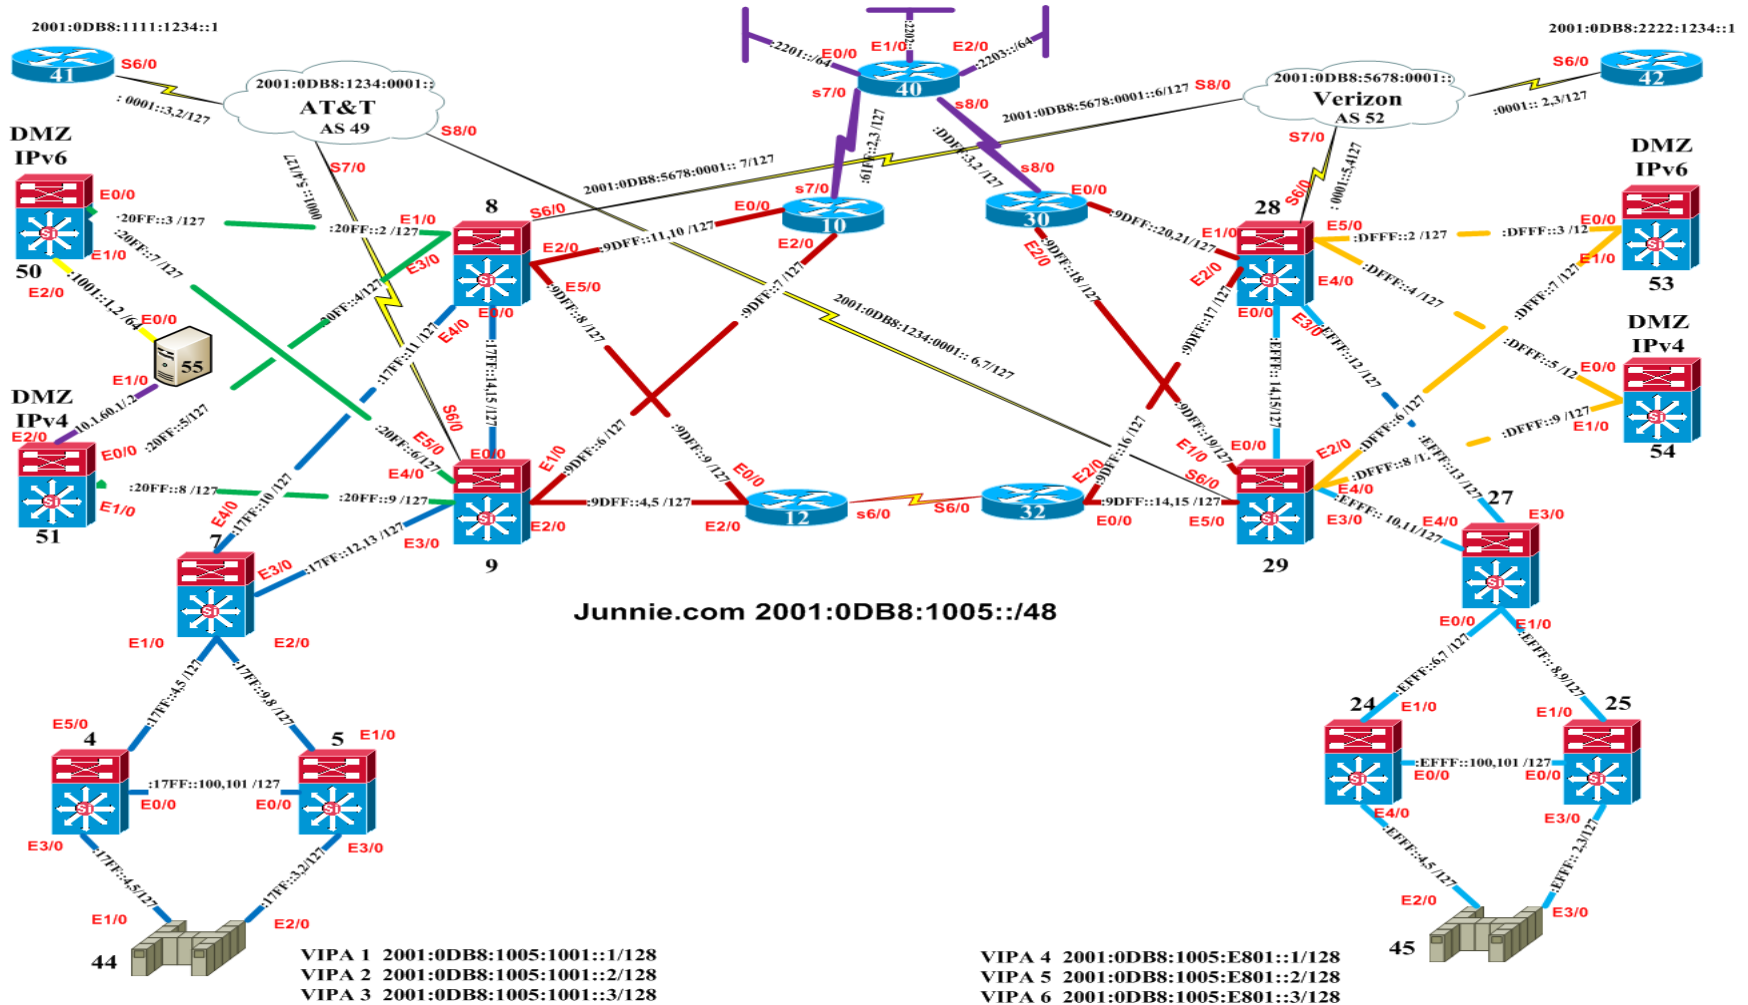 2001:0DB8:1111:1234::1
S6/0
41
: 0001::3,2/127
2001:0DB8:1234:0001::
AT&T
AS 49
S8/0
S7/0
0001::5,4/127
:2201::/64
:2202::
:2203::/64
E0/0
E1/0
E2/0
40
s7/0
s8/0
:61FF::2,3 /127
:DDFF:3,2 /127
2001:0DB8:5678:0001::6/127
S8/0
2001:0DB8:5678:0001:: 7/127
2001:0DB8:5678:0001::
Verizon
AS 52
S7/0
: 0001::5,4127
S6/0
2001:0DB8:2222:1234::1
S6/0
42
:0001:: 2,3/127
DMZ
IPv6
E0/0
50
E1/0
E2/0
:20FF::3 /127
:20FF::2 /127
:20FF::7 /127
:1001::1,2 /64
E0/0
55
E1/0
10.1.60.1/.2
DMZ
IPv4
E2/0
E0/0
51
E1/0
:20FF::5/127
:20FF::4/127
:20FF::8 /127
:20FF::9 /127
:20FF::6/127
8
E1/0
S6/0
E2/0
E3/0
E5/0
E4/0
E0/0
:9DFF::11,10 /127
:9DFF::8 /127
:9DFF::7 /127
:17FF::11 /127
:17FF::14,15 /127
s7/0
E0/0
10
E2/0
s8/0
E0/0
30
E2/0
:9DFF::20,21/127
:9DFF::18 /127
:9DFF:17 /127
2001:0DB8:1234:0001:: 6,7/127
28
E1/0
E5/0
E2/0
E4/0
E0/0
E3/0
:DFFF::2 /127
:DFFF::3 /12
:DFFF::4 /127
:DFFF::7 /127
:DFFF::5 /12
:DFFF::6 /127
:DFFF::9 /127
:DFFF::8 /1
:EFFF::12 /127
:EFFF:: 14,15/127
DMZ
IPv6
E0/0
E1/0
53
DMZ
IPv4
E0/0
E1/0
54
S6/0
E5/0
E0/0
E4/0
E1/0
E2/0
E3/0
9
:9DFF::6 /127
:9DFF::9 /127
:9DFF::4,5 /127
E0/0
E2/0
12
s6/0
S6/0
32
E2/0
E0/0
:9DFF::16 /127
:9DFF::19/127
:9DFF::14,15 /127
E0/0
E1/0
S6/0
E2/0
E4/0
E5/0
E3/0
29
:EFFF:: 10,11/127
:EFFF::13 /127
27
E4/0
E3/0
E0/0
E1/0
E4/0
7
:17FF::10 /127
E3/0
:17FF::12,13 /127
E1/0
E2/0
Junnie.com 2001:0DB8:1005::/48
:17FF::4,5 /127
:17FF::9,8 /127
:EFFF::6,7 /127
:EFFF:: 8,9/127
E5/0
4
5
E1/0
:17FF::100,101 /127
E0/0
E0/0
E3/0
E3/0
:17FF::4,5/127
:17FF::3,2/127
E1/0
E2/0
44
24
E1/0
25
E1/0
:EFFF::100,101 /127
E0/0
E0/0
E4/0
E3/0
:EFFF::4,5/127
:EFFF:: 2,3/127
E2/0
E3/0
45
VIPA 1 2001:0DB8:1005:1001::1/128
VIPA 2 2001:0DB8:1005:1001::2/128
VIPA 3 2001:0DB8:1005:1001::3/128
VIPA 4 2001:0DB8:1005:E801::1/128
VIPA 5 2001:0DB8:1005:E801::2/128
VIPA 6 2001:0DB8:1005:E801::3/128